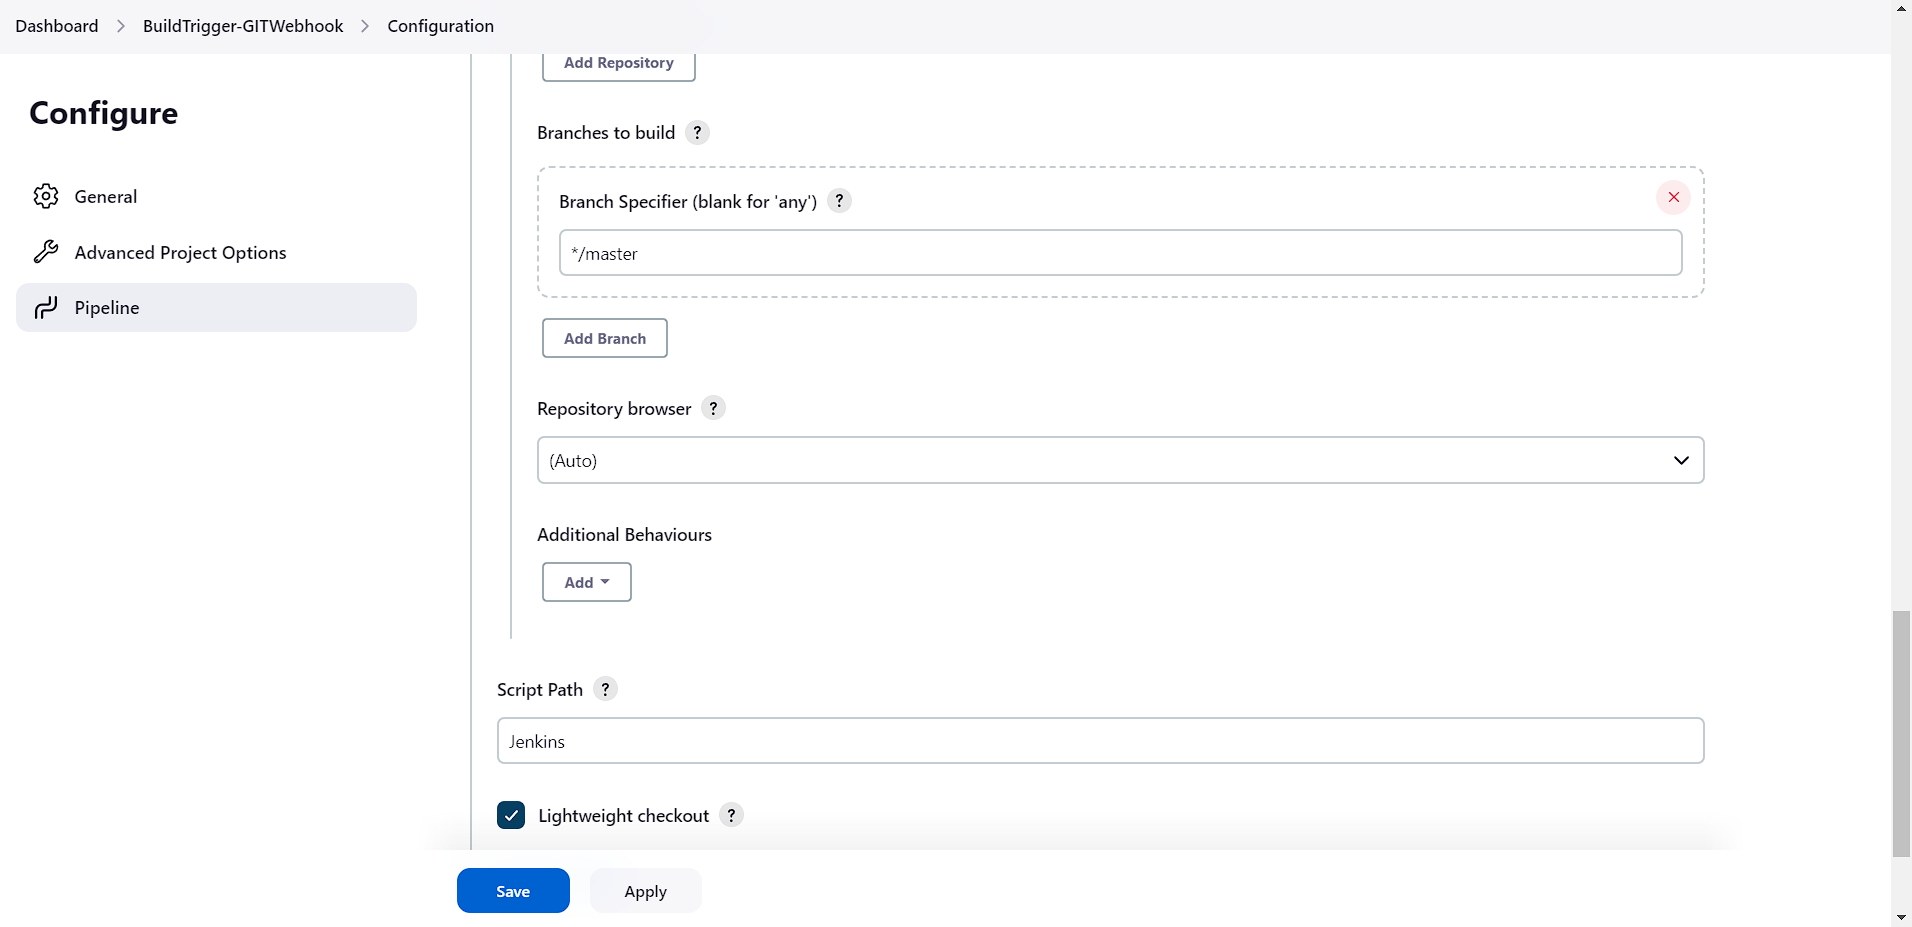 Dashboard > BuildTrigger-GITWebhook > Configuration
Configure
General
Advanced Project Options
Pipeline
Add Repository
Branches to build ?
Branch Specifier (blank for 'any') ?
*/master
Add Branch
Repository browser ?
(Auto)
Additional Behaviours
Add
Script Path ?
Jenkins
Lightweight checkout ?
Save Apply